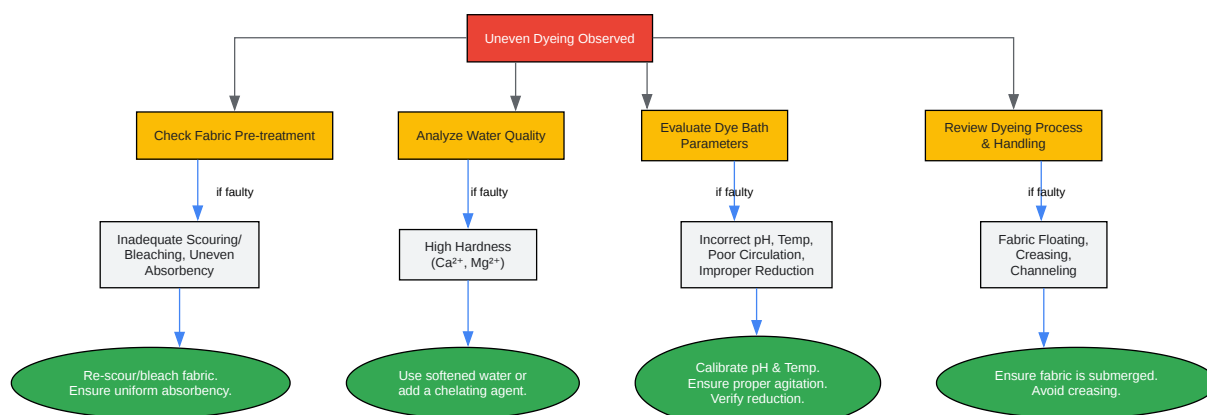 Uneven Dyeing Observed
Check Fabric Pre-treatment
Analyze Water Quality
Evaluate Dye Bath
Parameters
Review Dyeing Process
& Handling
if faulty
if faulty
if faulty
if faulty
Inadequate Scouring/
Bleaching, Uneven
Absorbency
High Hardness
(Ca²⁺, Mg²⁺)
Incorrect pH, Temp,
Poor Circulation,
Improper Reduction
Fabric Floating,
Creasing,
Channeling
Re-scour/bleach fabric.
Ensure uniform absorbency.
Use softened water or
add a chelating agent.
Calibrate pH & Temp.
Ensure proper agitation.
Verify reduction.
Ensure fabric is submerged.
Avoid creasing.